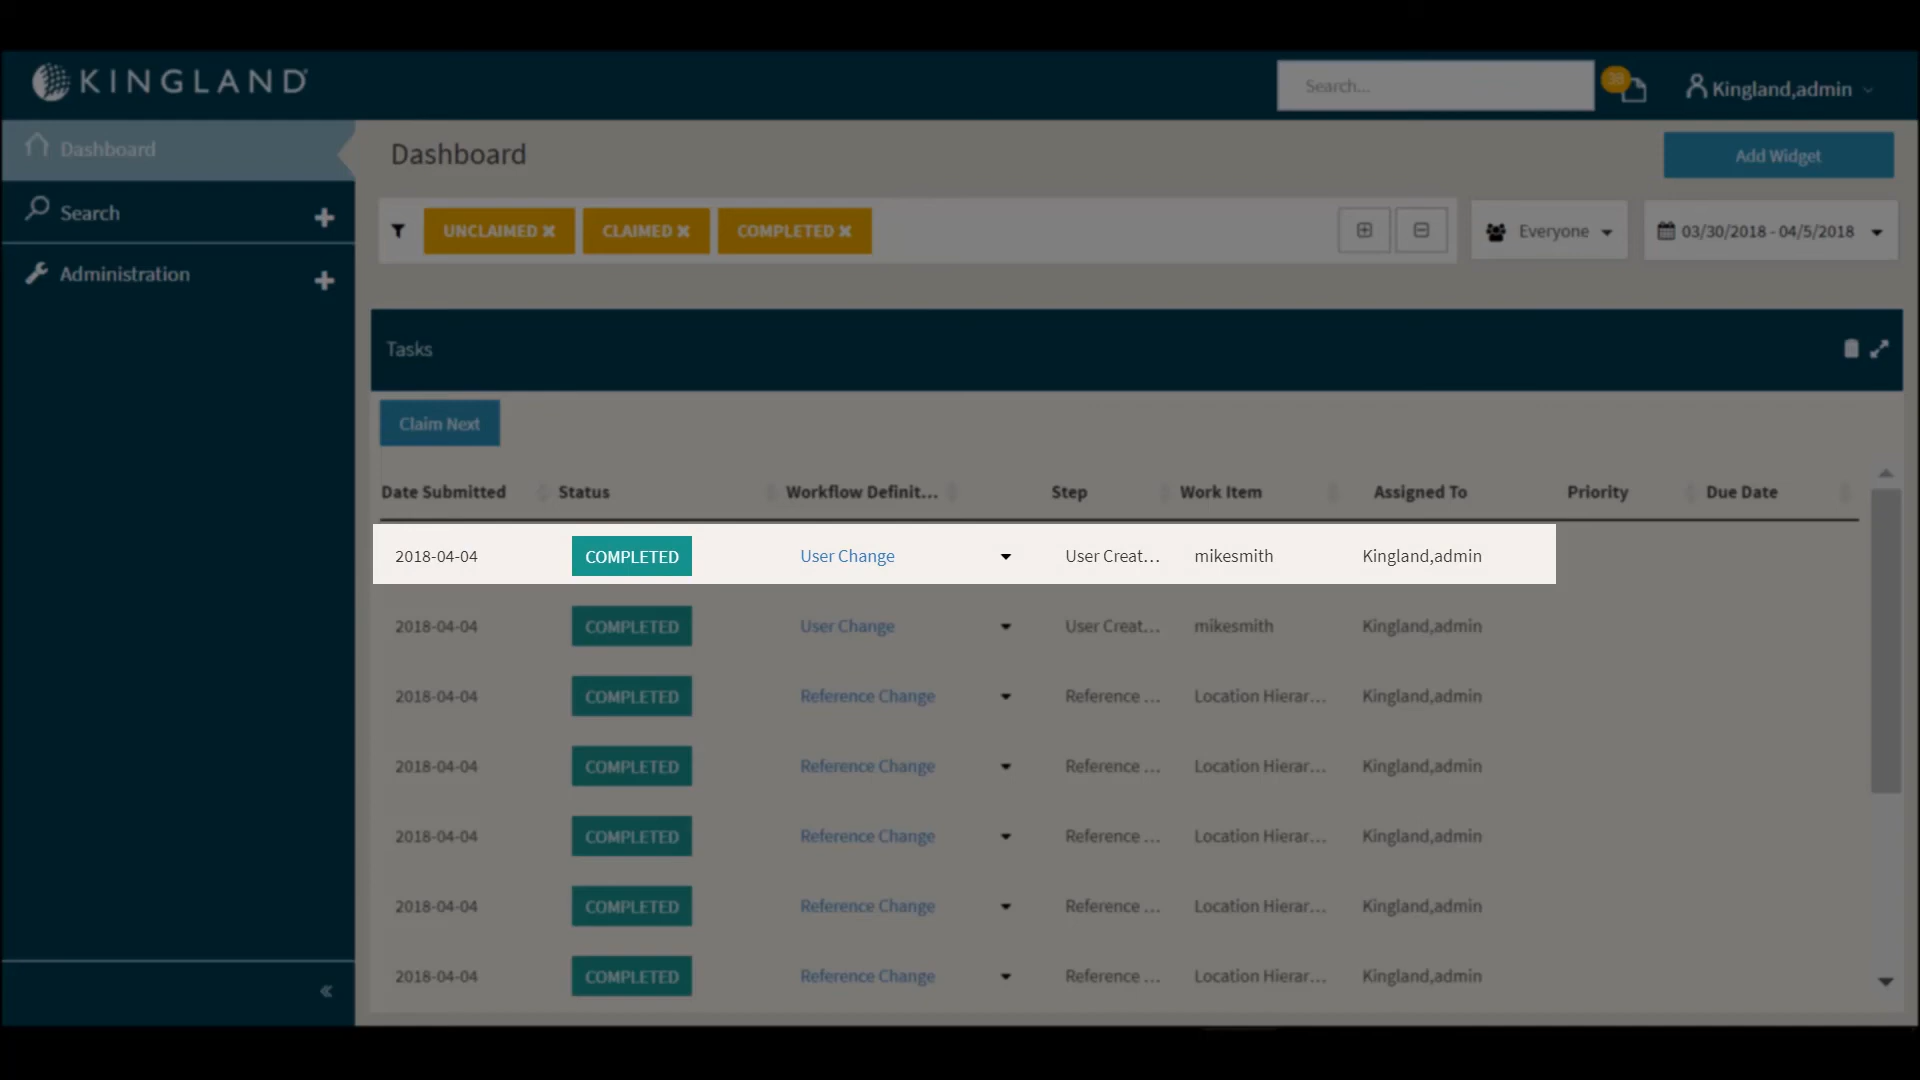 KINGLAND
Search...
38
Kingland,admin
Dashboard
Search
Administration
Dashboard
Add Widget
UNCLAIMED ✖ CLAIMED ✖ COMPLETED ✖
Everyone
03/30/2018 - 04/5/2018
Tasks
Claim Next
Date Submitted Status Workflow Definit... Step Work Item Assigned To Priority Due Date
2018-04-04 COMPLETED User Change User Creat... mikesmith Kingland,admin
2018-04-04 COMPLETED User Change User Creat... mikesmith Kingland,admin
2018-04-04 COMPLETED Reference Change Reference ... Location Hierar... Kingland,admin
2018-04-04 COMPLETED Reference Change Reference ... Location Hierar... Kingland,admin
2018-04-04 COMPLETED Reference Change Reference ... Location Hierar... Kingland,admin
2018-04-04 COMPLETED Reference Change Reference ... Location Hierar... Kingland,admin
2018-04-04 COMPLETED Reference Change Reference ... Location Hierar... Kingland,admin